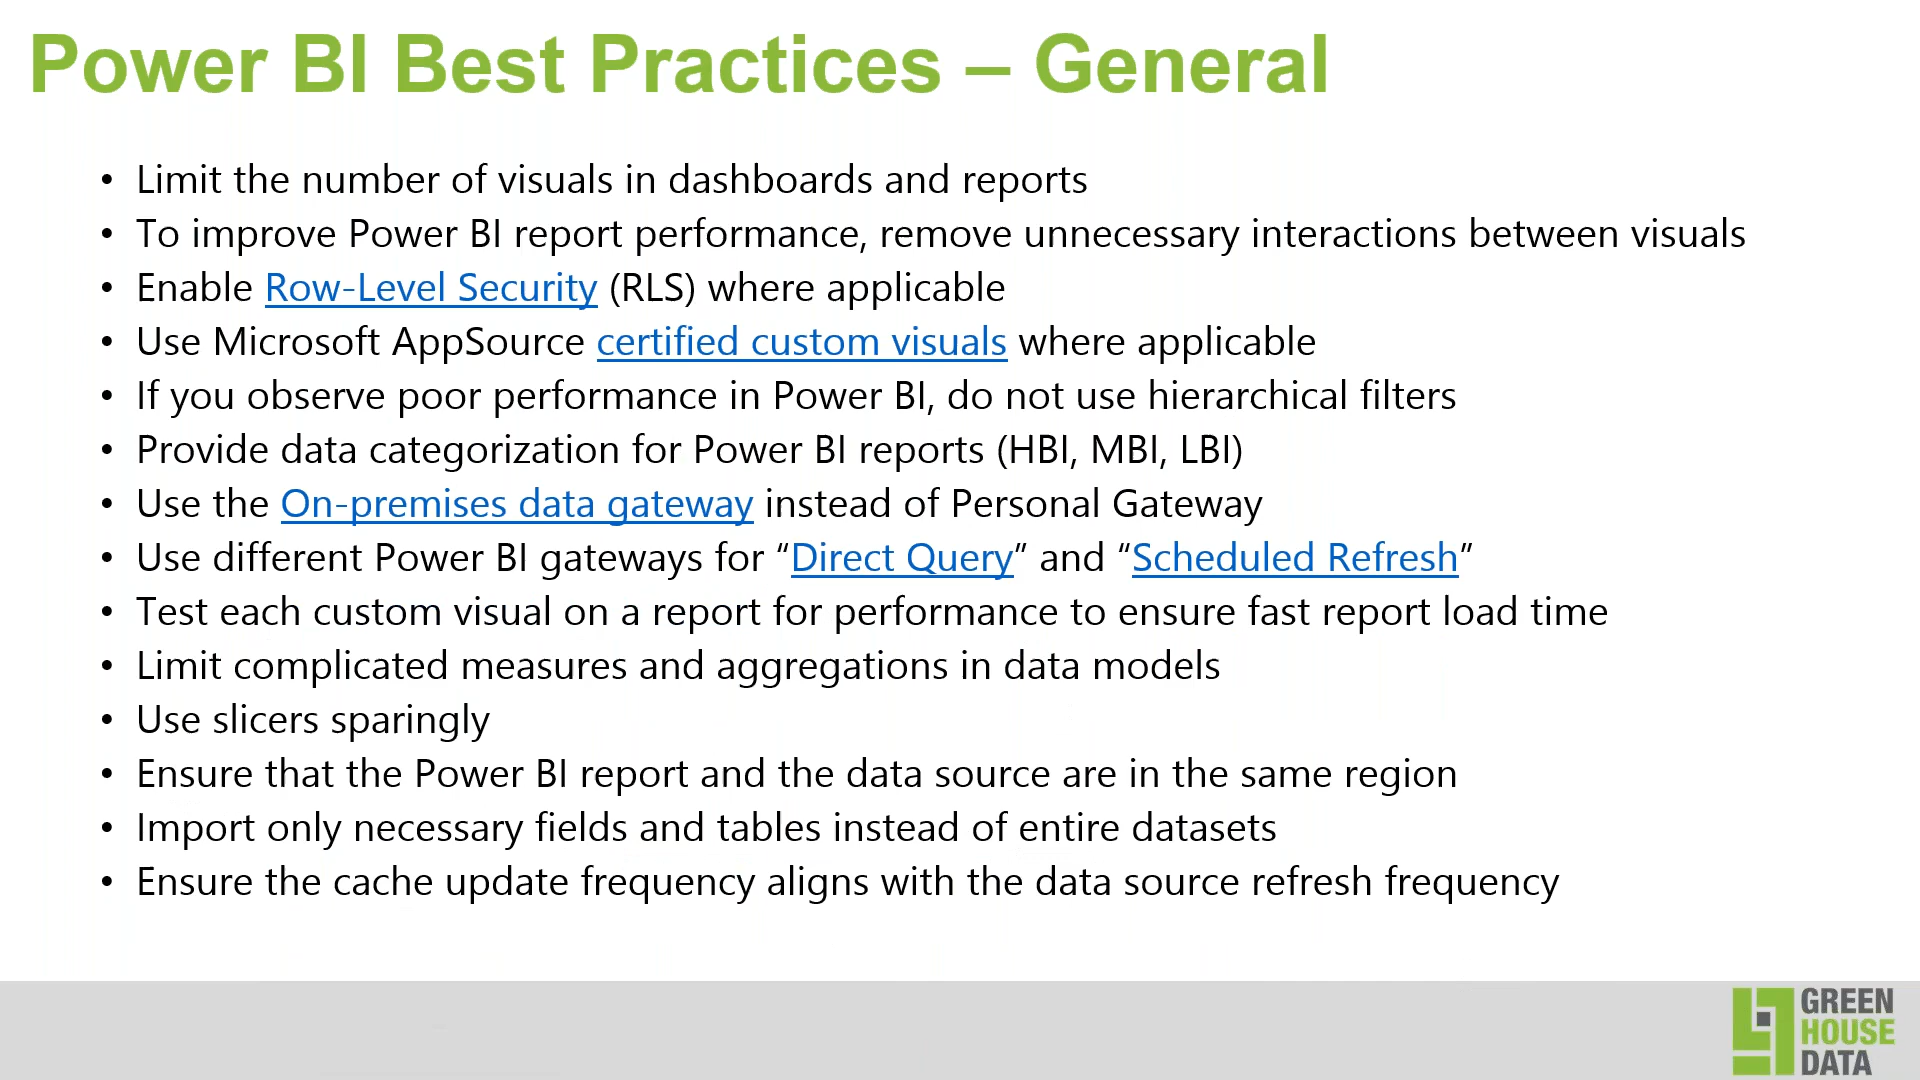 Power BI Best Practices – General
• Limit the number of visuals in dashboards and reports
• To improve Power BI report performance, remove unnecessary interactions between visuals
• Enable Row-Level Security (RLS) where applicable
• Use Microsoft AppSource certified custom visuals where applicable
• If you observe poor performance in Power BI, do not use hierarchical filters
• Provide data categorization for Power BI reports (HBI, MBI, LBI)
• Use the On-premises data gateway instead of Personal Gateway
• Use different Power BI gateways for “Direct Query” and “Scheduled Refresh”
• Test each custom visual on a report for performance to ensure fast report load time
• Limit complicated measures and aggregations in data models
• Use slicers sparingly
• Ensure that the Power BI report and the data source are in the same region
• Import only necessary fields and tables instead of entire datasets
• Ensure the cache update frequency aligns with the data source refresh frequency
GREEN
HOUSE
DATA